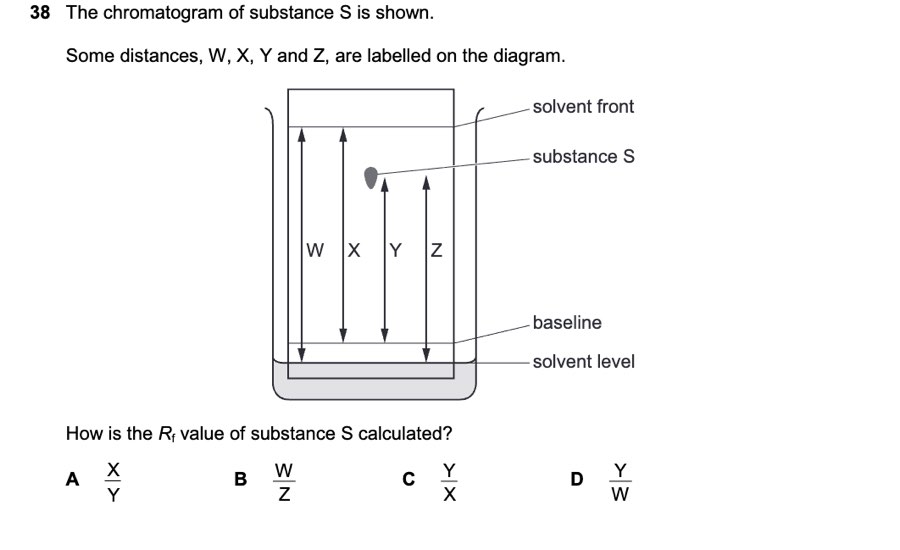 38 The chromatogram of substance S is shown.
Some distances, W, X, Y and Z, are labelled on the diagram.
solvent front
substance S
W X Y Z
baseline
solvent level
How is the Rf value of substance S calculated?
A X/Y B W/Z C Y/X D Y/W